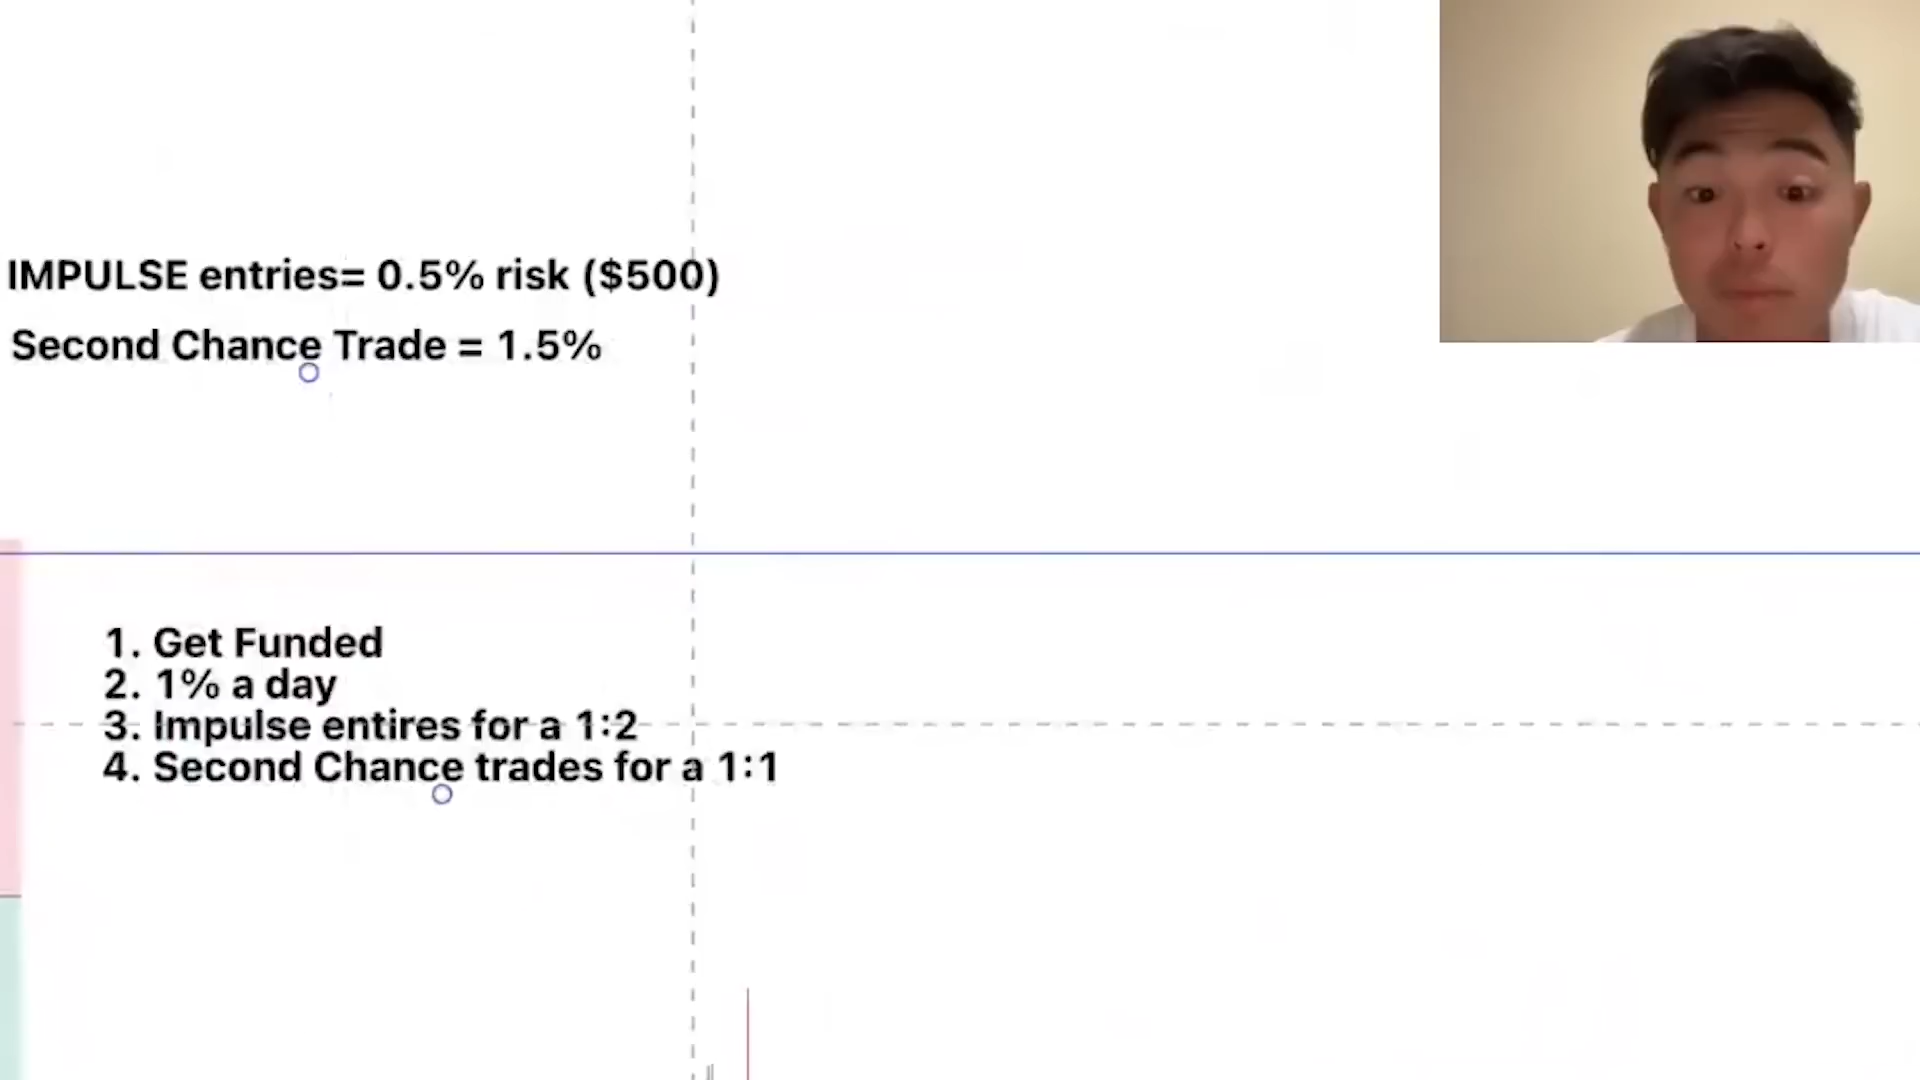 IMPULSE entries= 0.5% risk ($500)
Second Chance Trade = 1.5%
1. Get Funded
2. 1% a day
3. Impulse entires for a 1:2
4. Second Chance trades for a 1:1